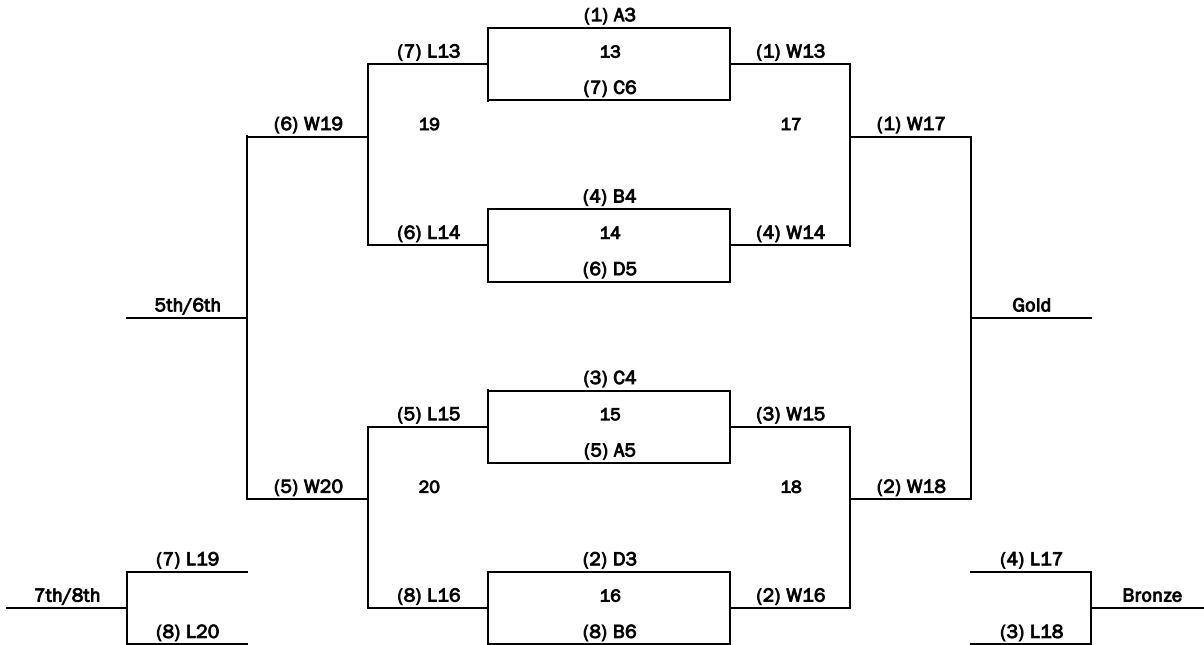 (1) A3
(7) L13
13
(1) W13
(7) C6
(6) W19
19
17
(1) W17
(4) B4
(6) L14
14
(4) W14
(6) D5
5th/6th
Gold
(3) C4
(5) L15
15
(3) W15
(5) A5
(5) W20
20
18
(2) W18
(7) L19
(2) D3
(4) L17
7th/8th
(8) L16
16
(2) W16
Bronze
(8) L20
(8) B6
(3) L18